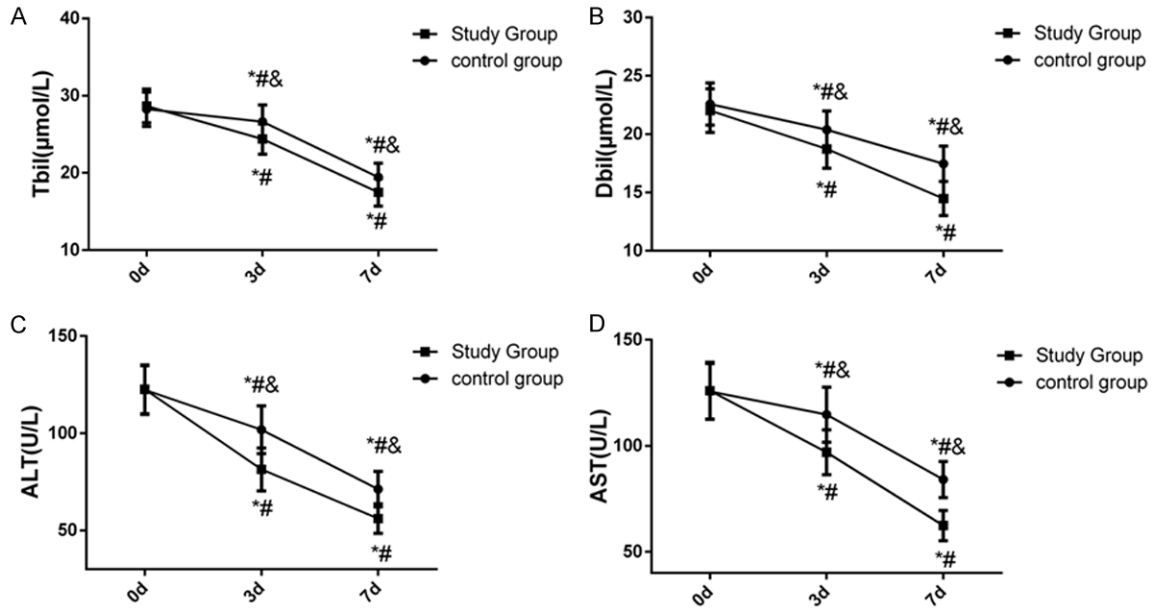 A
Tbil(μmol/L)
40
30
20
10
0d
3d
7d
*#&
*#
*#&
*#
Study Group
control group
B
Dbil(μmol/L)
30
25
20
15
10
0d
3d
7d
*#&
*#
*#&
*#
Study Group
control group
C
ALT(U/L)
150
100
50
0d
3d
7d
*#&
*#
*#&
*#
Study Group
control group
D
AST(U/L)
150
100
50
0d
3d
7d
*#&
*#
*#&
*#
Study Group
control group